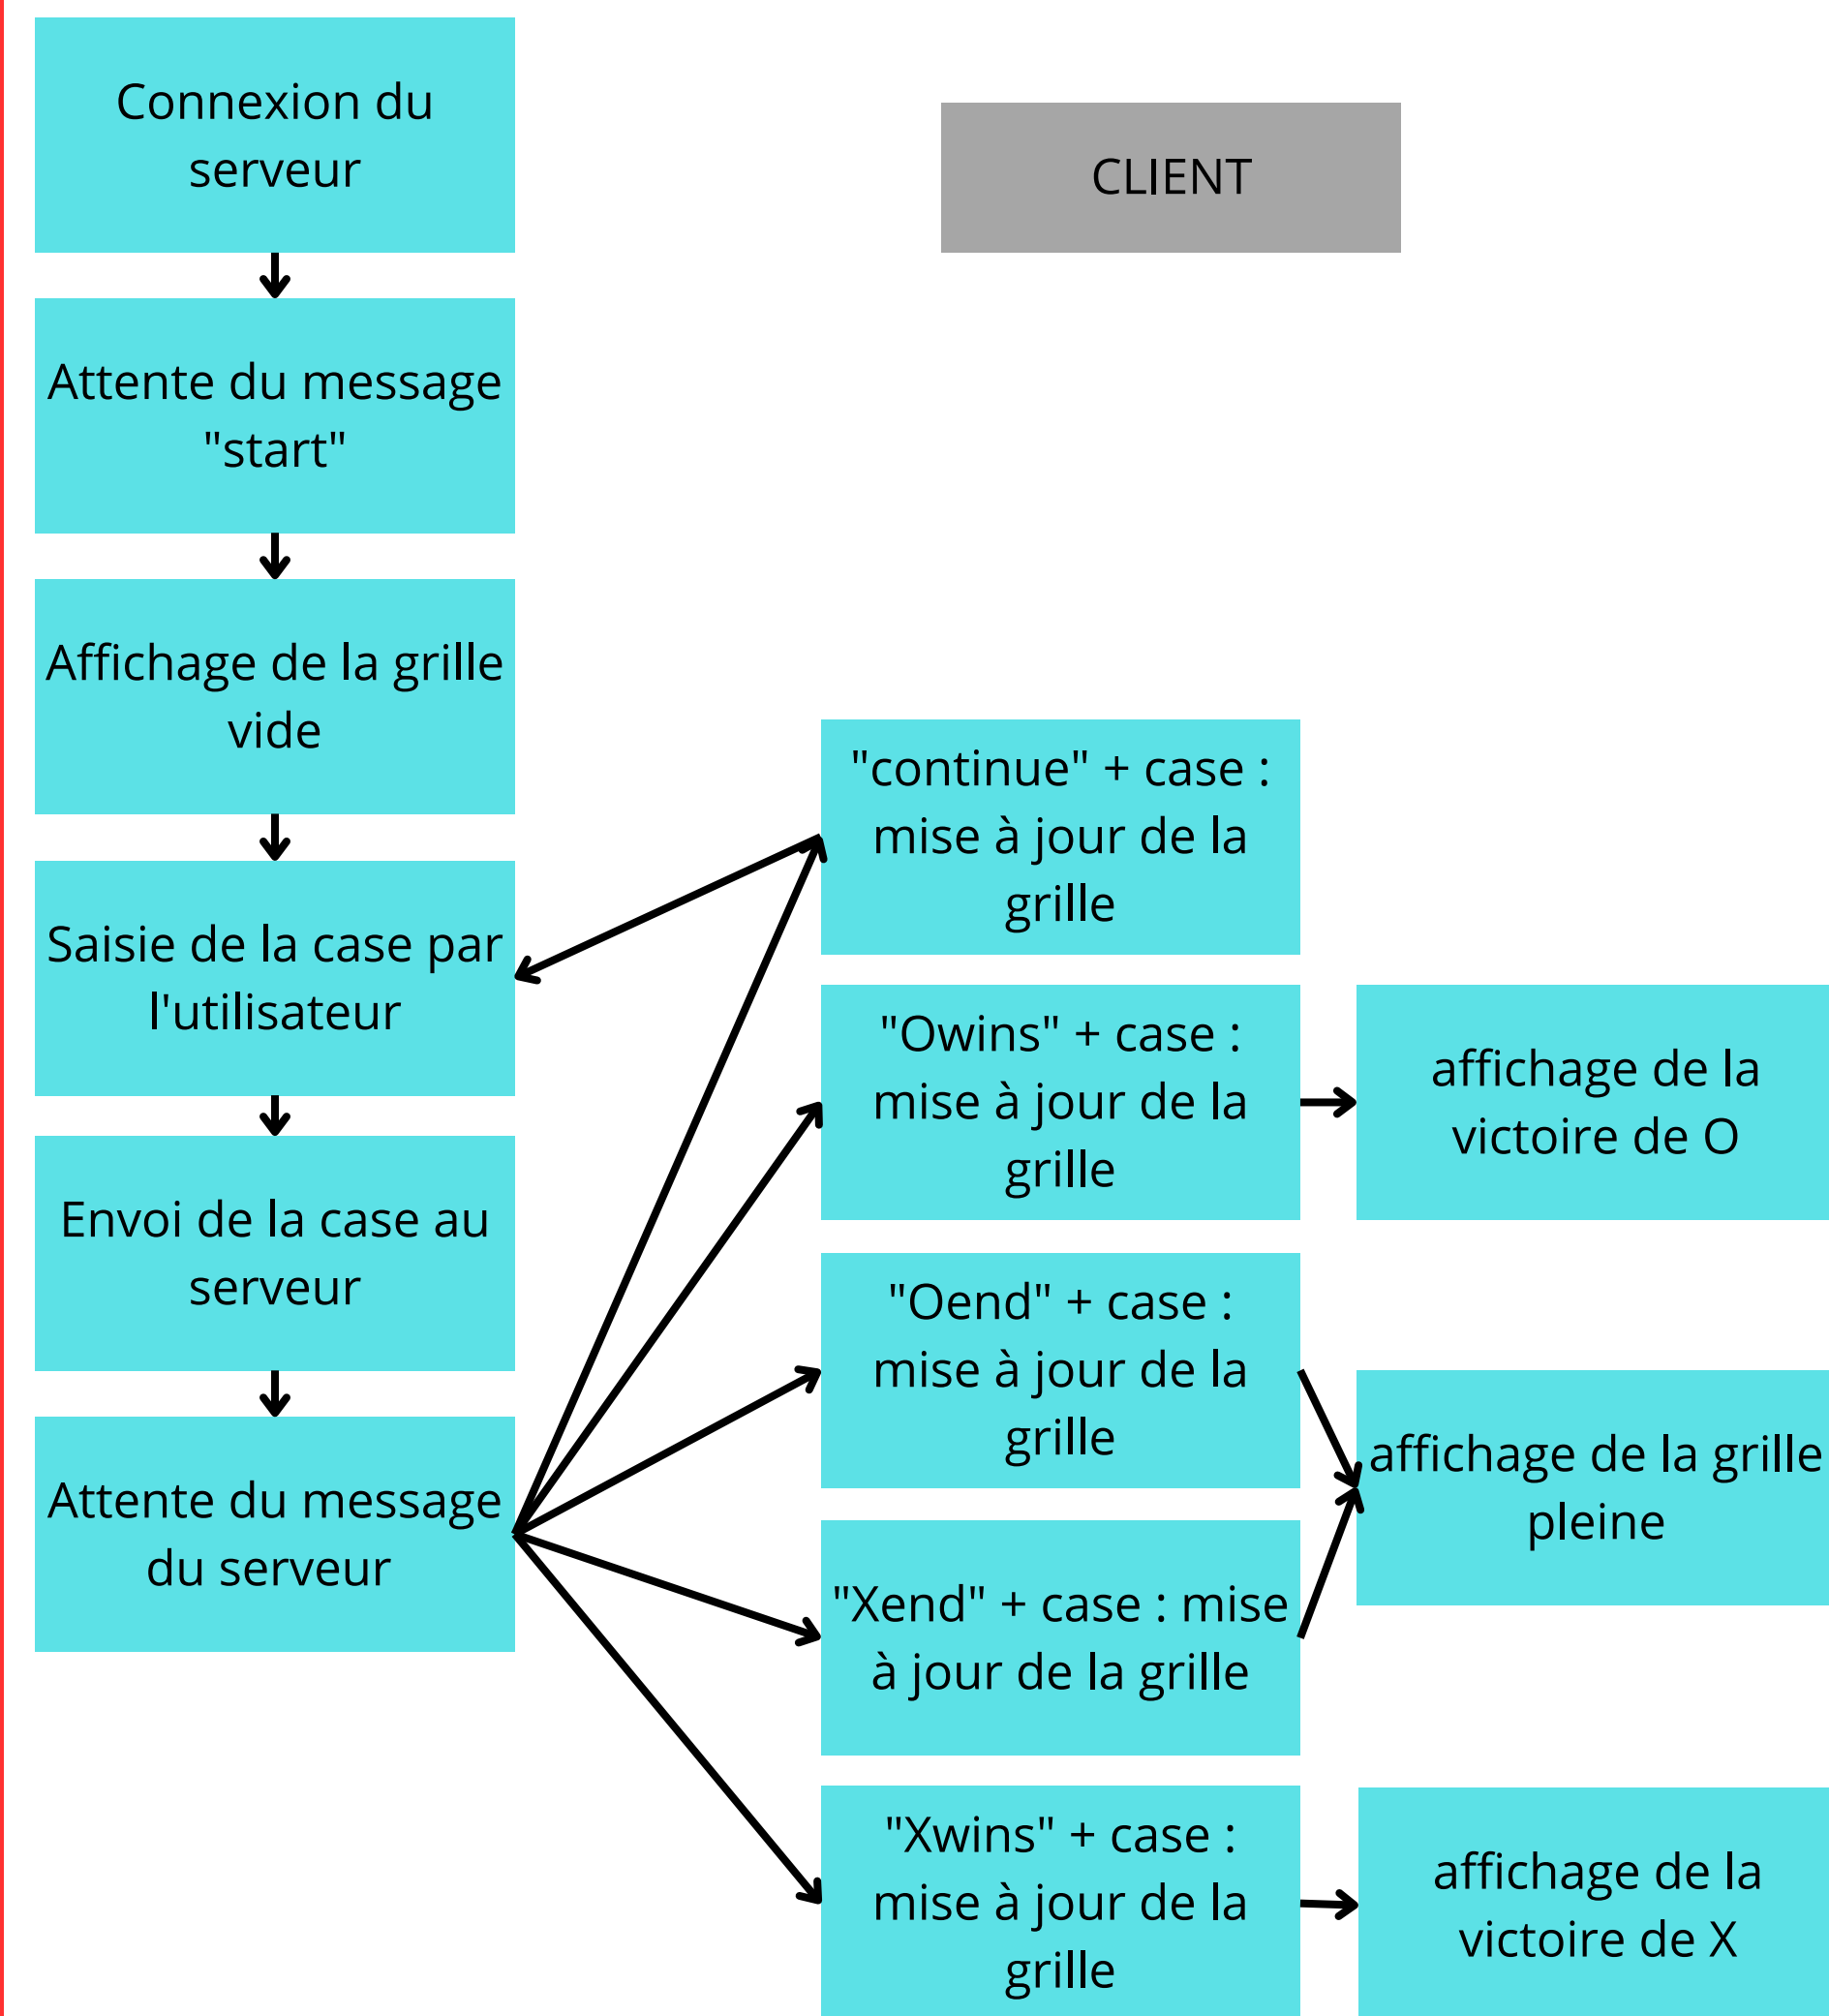 Connexion du
serveur
CLIENT
Attente du message
"start"
Affichage de la grille
vide
Saisie de la case par
l'utilisateur
Envoi de la case au
serveur
Attente du message
du serveur
"continue" + case :
mise à jour de la
grille
"Owins" + case :
mise à jour de la
grille
affichage de la
victoire de O
"Oend" + case :
mise à jour de la
grille
"Xend" + case : mise
à jour de la grille
affichage de la grille
pleine
"Xwins" + case :
mise à jour de la
grille
affichage de la
victoire de X